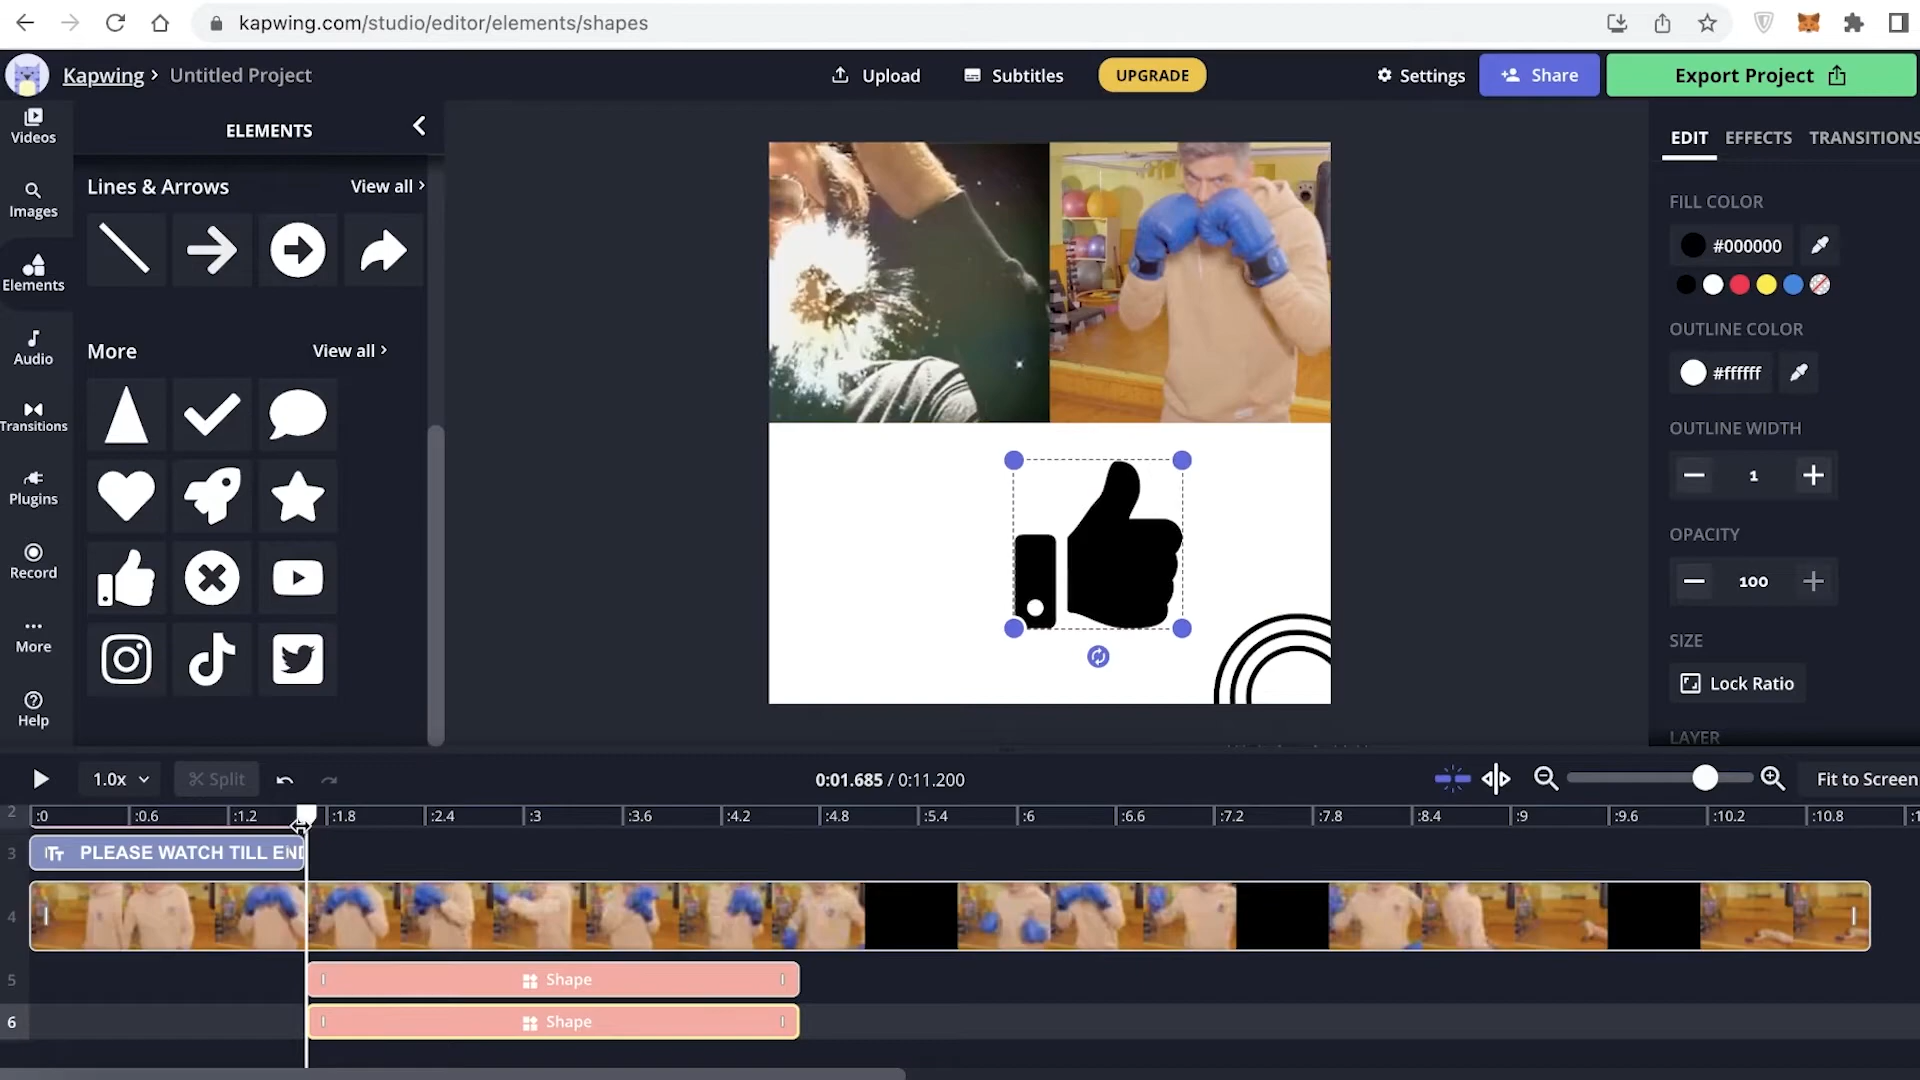 kapwing.com/studio/editor/elements/shapes
Kapwing › Untitled Project
Upload
Subtitles
UPGRADE
Settings
Share
Export Project
Videos
Images
Elements
Audio
Transitions
Plugins
Record
More
Help
ELEMENTS
Lines & Arrows
View all ›
More
View all ›
EDIT
EFFECTS
TRANSITIONS
FILL COLOR
#000000
OUTLINE COLOR
#ffffff
OUTLINE WIDTH
1
OPACITY
100
SIZE
Lock Ratio
LAYER
1.0x
Split
0:01.685 / 0:11.200
Fit to Screen
2
:0 :0.6 :1.2 :1.8 :2.4 :3 :3.6 :4.2 :4.8 :5.4 :6 :6.6 :7.2 :7.8 :8.4 :9 :9.6 :10.2 :10.8
3
PLEASE WATCH TILL END
4
5
Shape
6
Shape